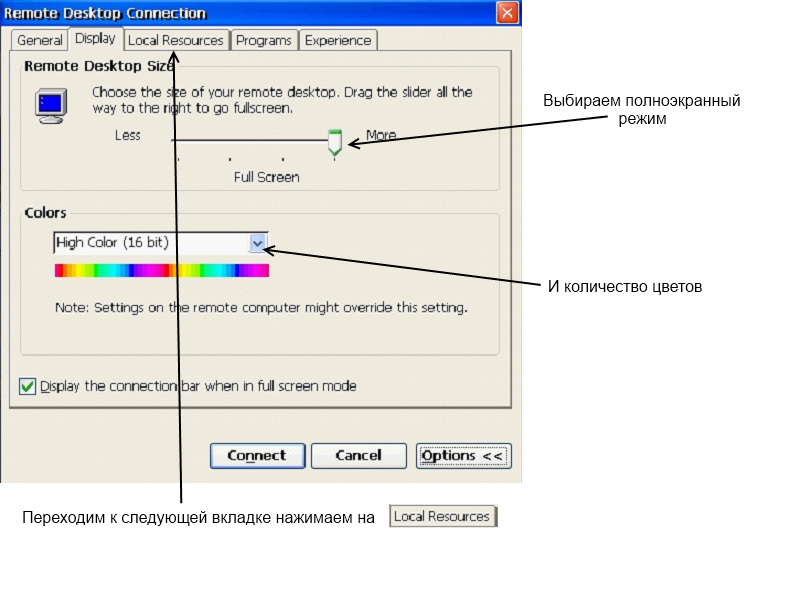 Remote Desktop Connection
General Display Local Resources Programs Experience
Remote Desktop Size
Choose the size of your remote desktop. Drag the slider all the
way to the right to go fullscreen.
Выбираем полноэкранный
режим
Less More
Full Screen
Colors
High Color (16 bit)
И количество цветов
Note: Settings on the remote computer might override this setting.
Display the connection bar when in full screen mode
Connect Cancel Options <<
Переходим к следующей вкладке нажимаем на Local Resources